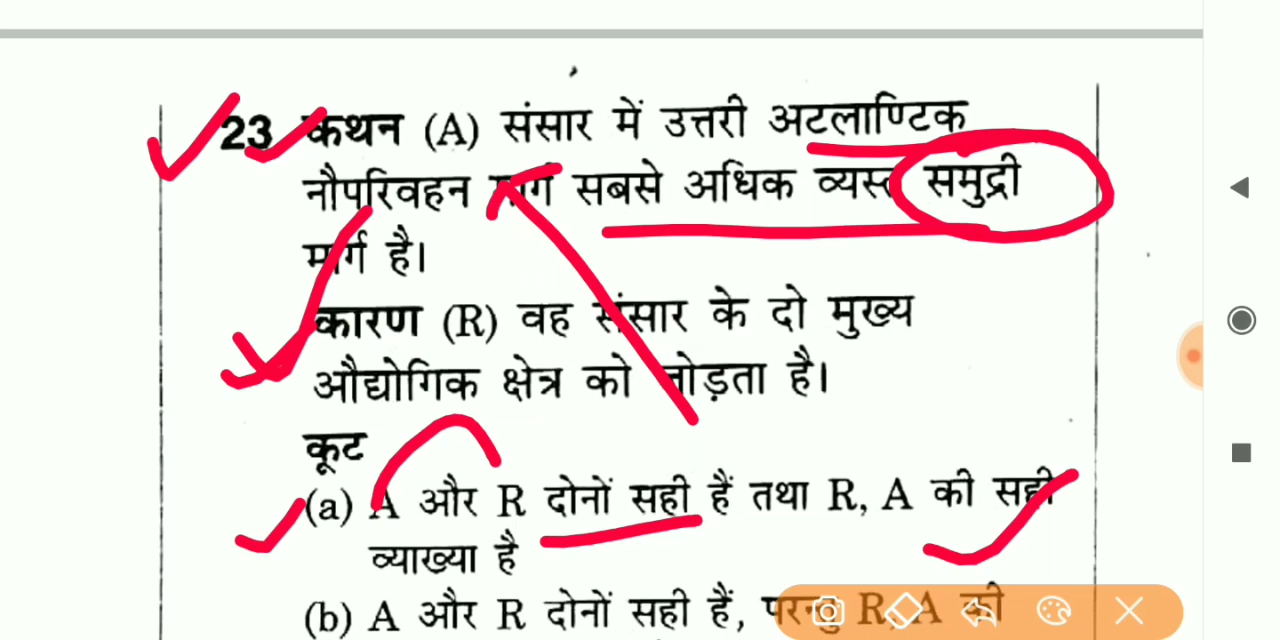 23 कथन (A) संसार में उत्तरी अटलाण्टिक
नौपरिवहन मार्ग सबसे अधिक व्यस्त समुद्री
मार्ग है।
कारण (R) वह संसार के दो मुख्य
औद्योगिक क्षेत्र को जोड़ता है।
कूट
(a) A और R दोनों सही हैं तथा R, A की सही
व्याख्या है
(b) A और R दोनों सही हैं, परन्तु R, A की